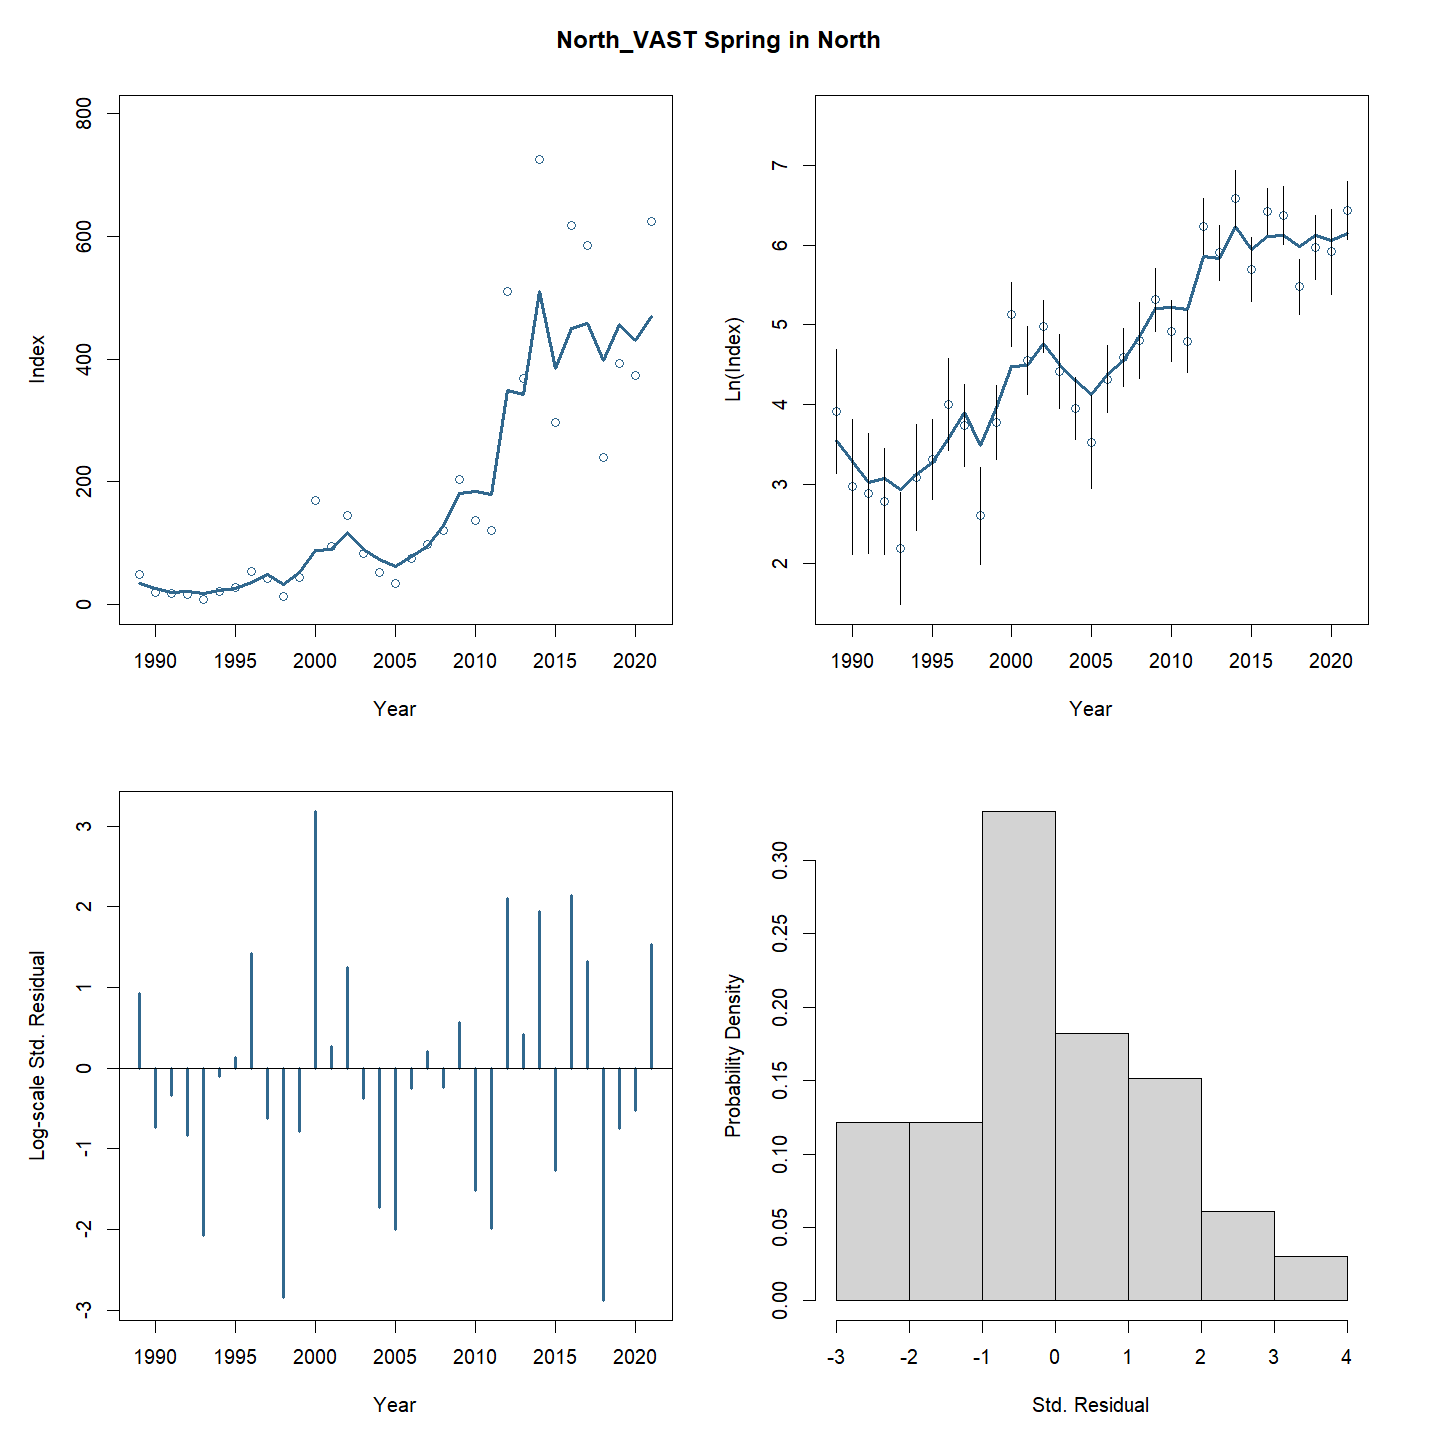 North_VAST Spring in North
Index
0 200 400 600 800
1990 1995 2000 2005 2010 2015 2020
Year
Ln(Index)
2 3 4 5 6 7
1990 1995 2000 2005 2010 2015 2020
Year
Log-scale Std. Residual
-3 -2 -1 0 1 2 3
1990 1995 2000 2005 2010 2015 2020
Year
Probability Density
0.00 0.05 0.10 0.15 0.20 0.25 0.30
-3 -2 -1 0 1 2 3 4
Std. Residual